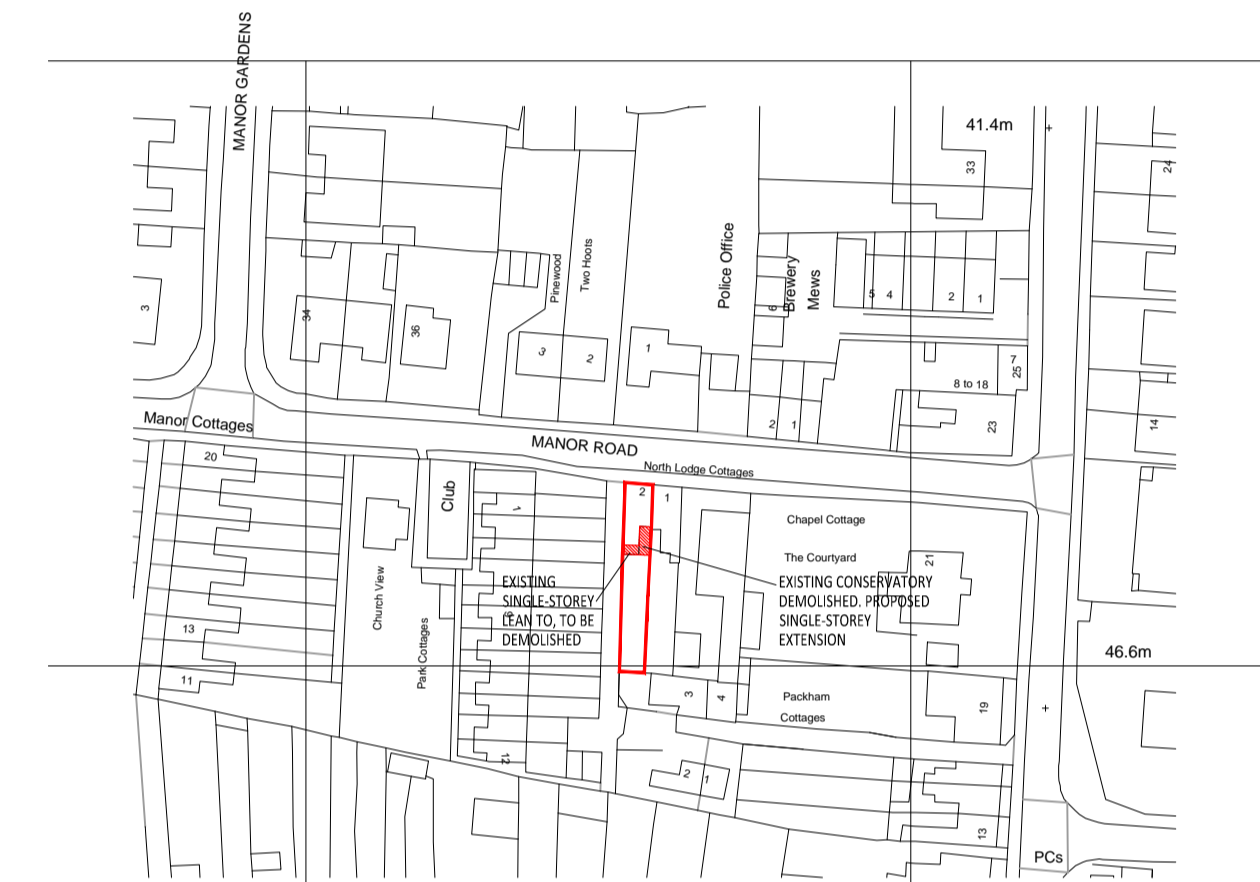 MANOR GARDENS
41.4m
33
24
3
34
36
Pinewood
Two Hoots
3
2
1
Police Office
6
Brewery
Mews
5
4
2
1
7
25
8 to 18
23
14
2
1
Manor Cottages
MANOR ROAD
North Lodge Cottages
20
Club
1
2
1
Chapel Cottage
The Courtyard
21
EXISTING
SINGLE-STOREY
LEAN TO, TO BE
DEMOLISHED
EXISTING CONSERVATORY
DEMOLISHED. PROPOSED
SINGLE-STOREY
EXTENSION
Church View
Park Cottages
13
11
46.6m
3
4
Packham
Cottages
19
12
2
1
13
PCs